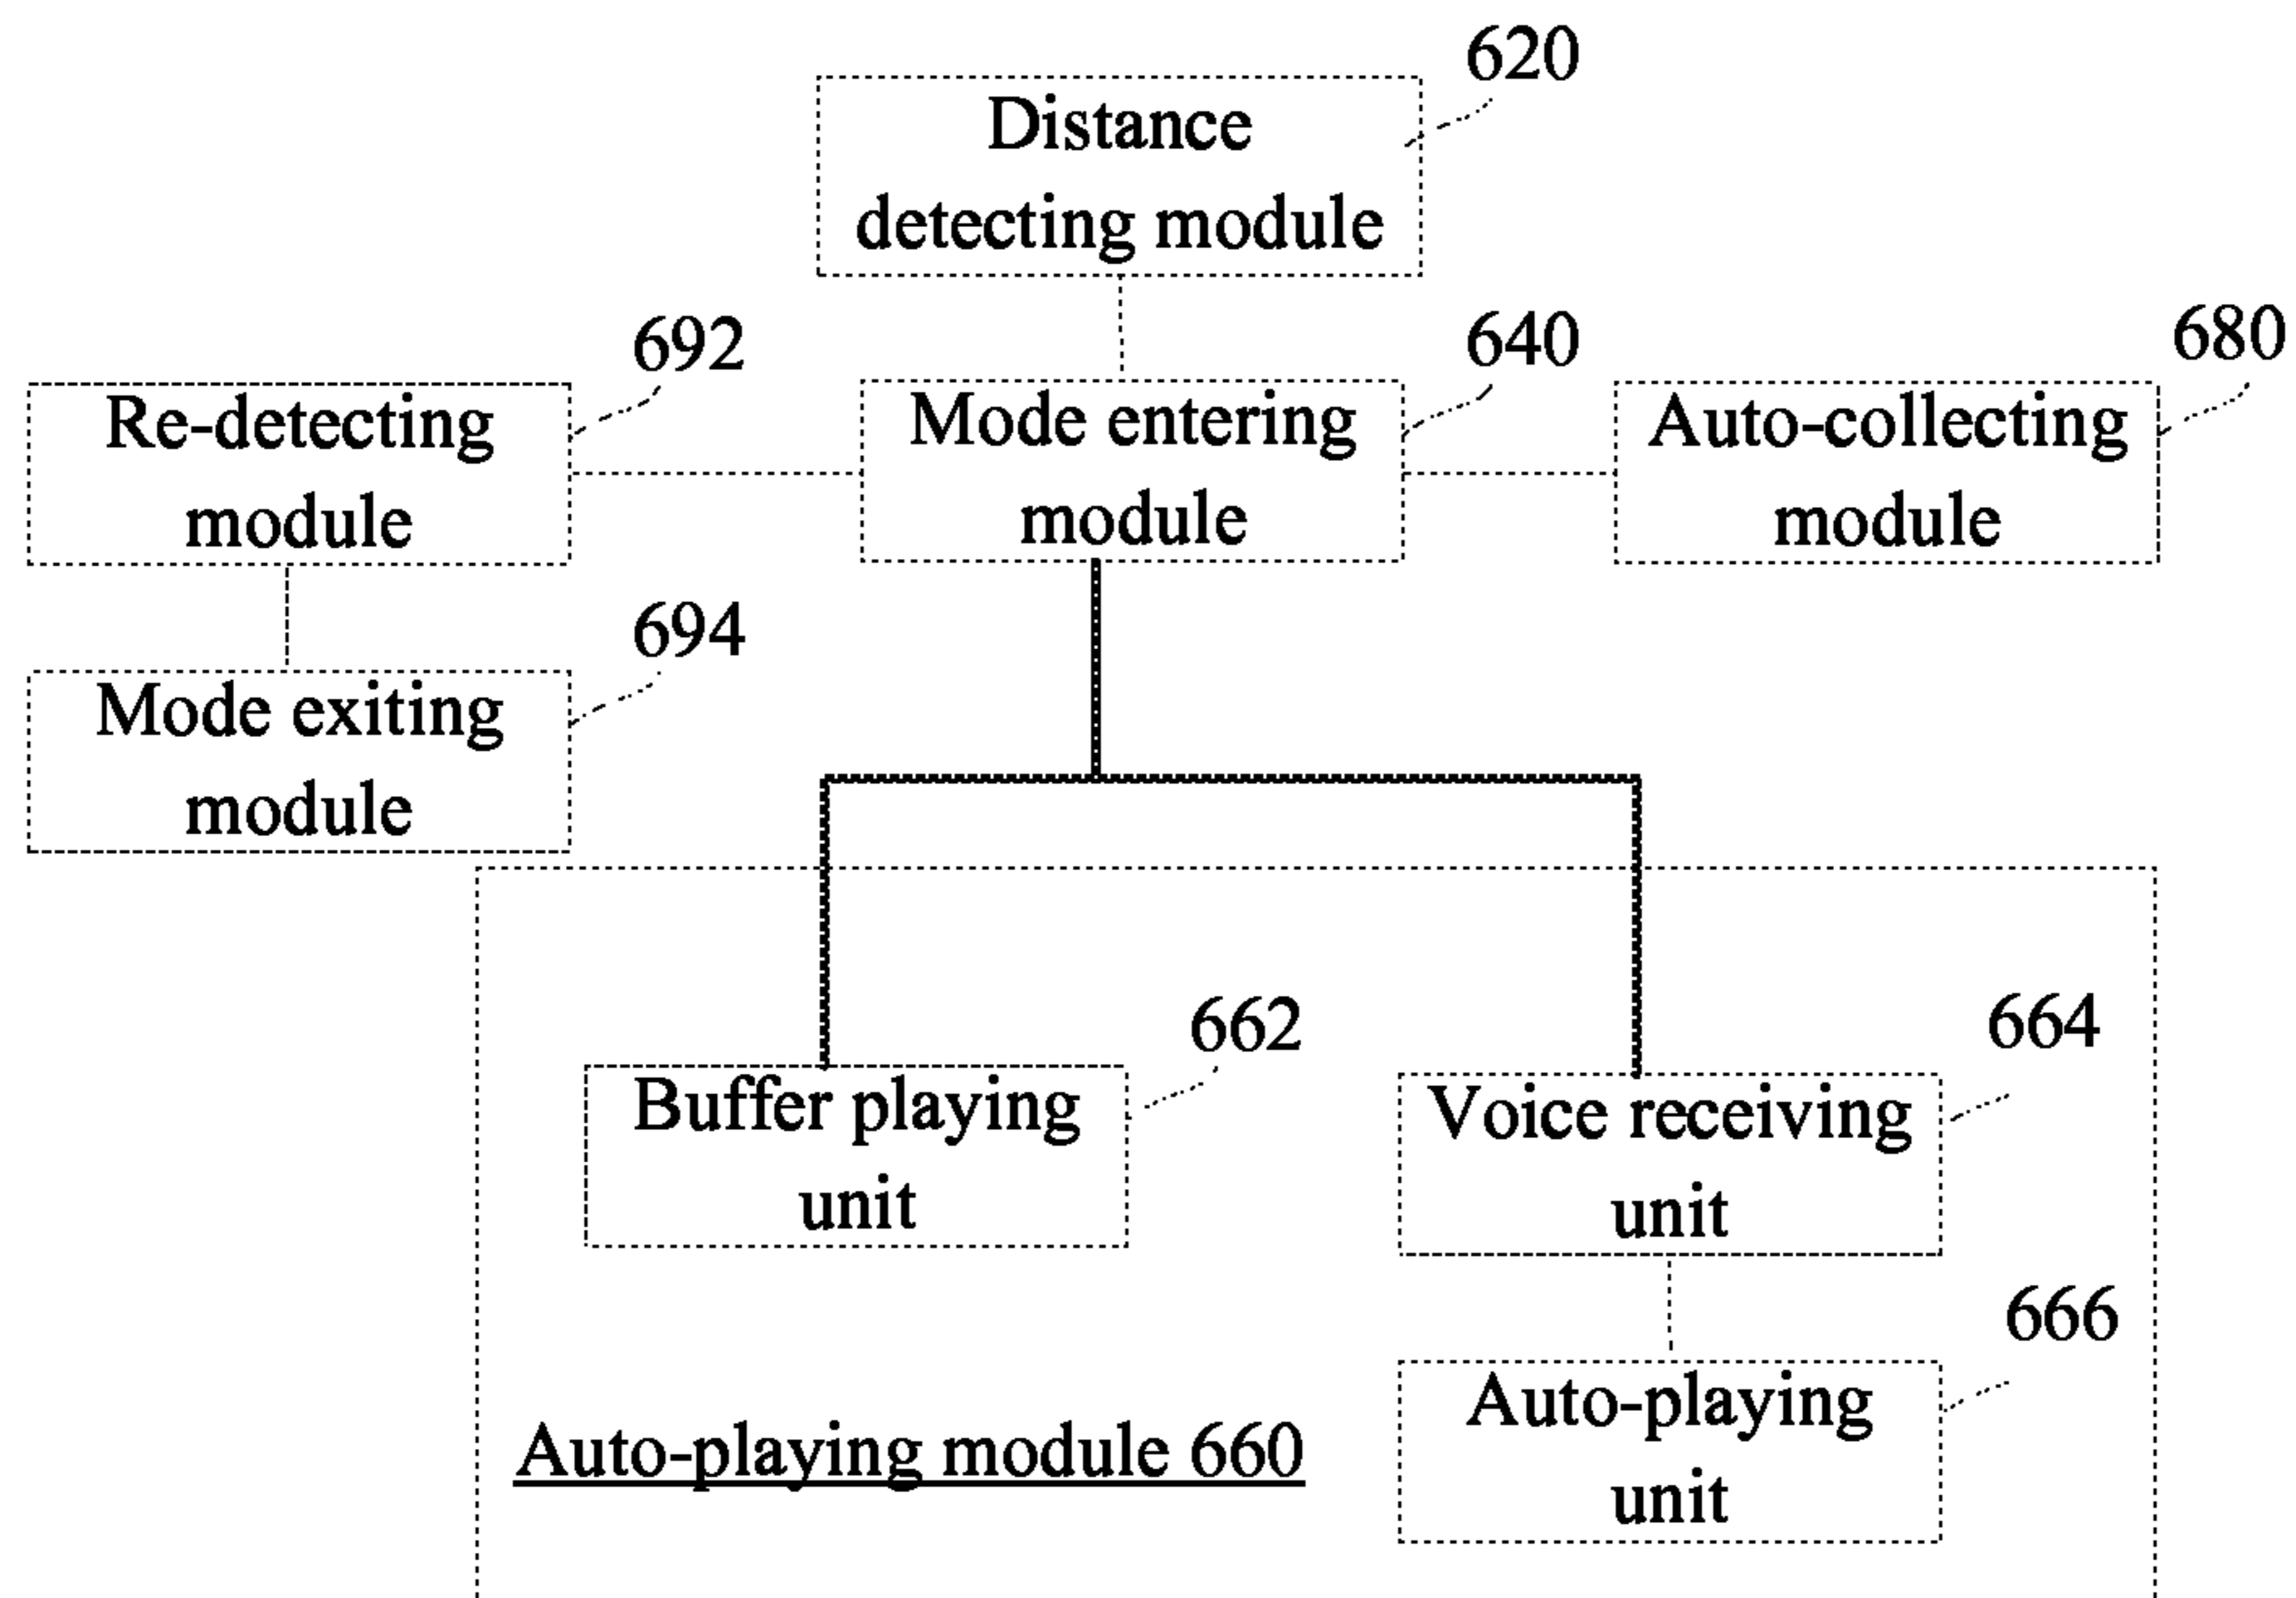 620
Distance
detecting module
692
640
680
Re-detecting
module
Mode entering
module
Auto-collecting
module
694
Mode exiting
module
662
664
Buffer playing
unit
Voice receiving
unit
666
Auto-playing
unit
Auto-playing module 660